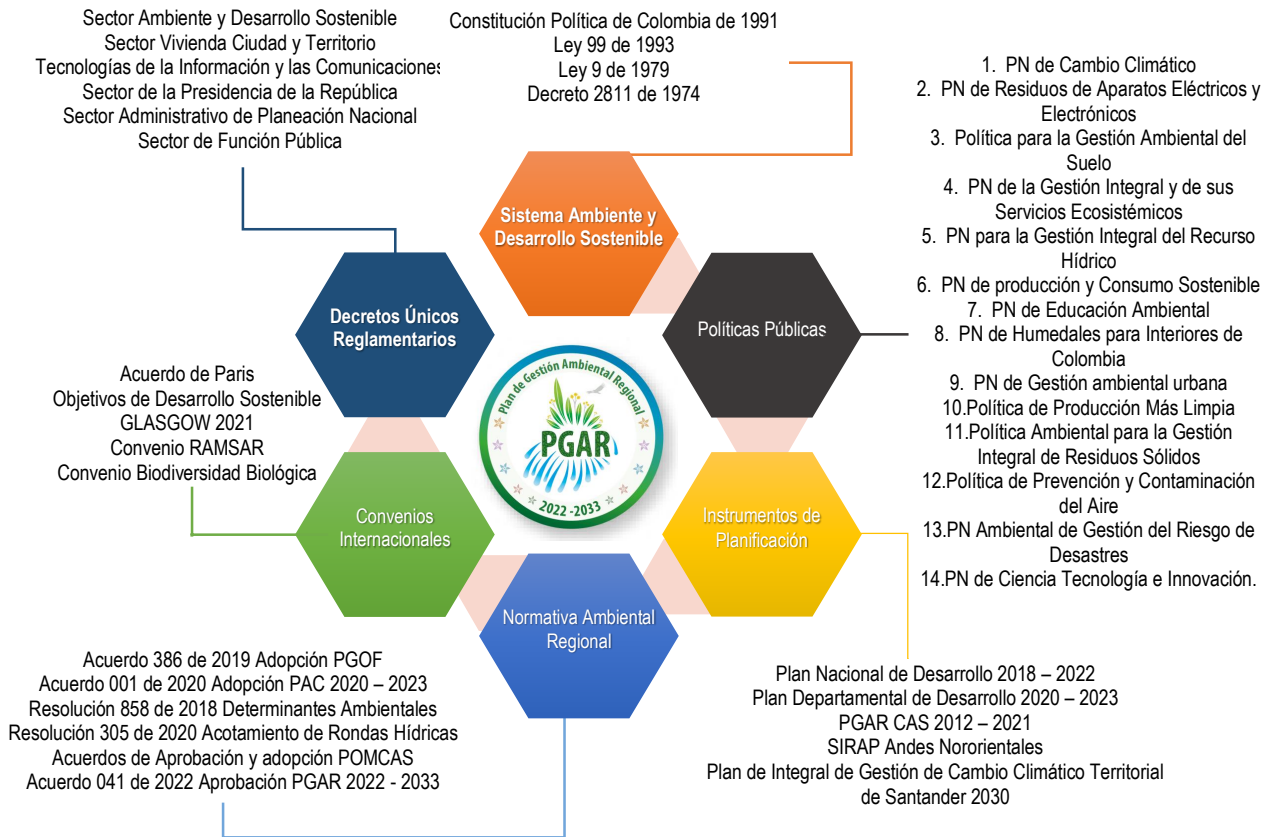 Sector Ambiente y Desarrollo Sostenible
Sector Vivienda Ciudad y Territorio
Tecnologías de la Información y las Comunicaciones
Sector de la Presidencia de la República
Sector Administrativo de Planeación Nacional
Sector de Función Pública
Constitución Política de Colombia de 1991
Ley 99 de 1993
Ley 9 de 1979
Decreto 2811 de 1974
1. PN de Cambio Climático
2. PN de Residuos de Aparatos Eléctricos y
Electrónicos
3. Política para la Gestión Ambiental del
Suelo
4. PN de la Gestión Integral y de sus
Servicios Ecosistémicos
5. PN para la Gestión Integral del Recurso
Hídrico
6. PN de producción y Consumo Sostenible
7. PN de Educación Ambiental
8. PN de Humedales para Interiores de
Colombia
9. PN de Gestión ambiental urbana
10.Política de Producción Más Limpia
11.Política Ambiental para la Gestión
Integral de Residuos Sólidos
12.Política de Prevención y Contaminación
del Aire
13.PN Ambiental de Gestión del Riesgo de
Desastres
14.PN de Ciencia Tecnología e Innovación.
Sistema Ambiente y
Desarrollo Sostenible
Decretos Únicos
Reglamentarios
Políticas Públicas
Plan de Gestión Ambiental Regional
PGAR
2022 -2033
Acuerdo de Paris
Objetivos de Desarrollo Sostenible
GLASGOW 2021
Convenio RAMSAR
Convenio Biodiversidad Biológica
Convenios
Internacionales
Instrumentos de
Planificación
Normativa Ambiental
Regional
Acuerdo 386 de 2019 Adopción PGOF
Acuerdo 001 de 2020 Adopción PAC 2020 – 2023
Resolución 858 de 2018 Determinantes Ambientales
Resolución 305 de 2020 Acotamiento de Rondas Hídricas
Acuerdos de Aprobación y adopción POMCAS
Acuerdo 041 de 2022 Aprobación PGAR 2022 - 2033
Plan Nacional de Desarrollo 2018 – 2022
Plan Departamental de Desarrollo 2020 – 2023
PGAR CAS 2012 – 2021
SIRAP Andes Nororientales
Plan de Integral de Gestión de Cambio Climático Territorial
de Santander 2030